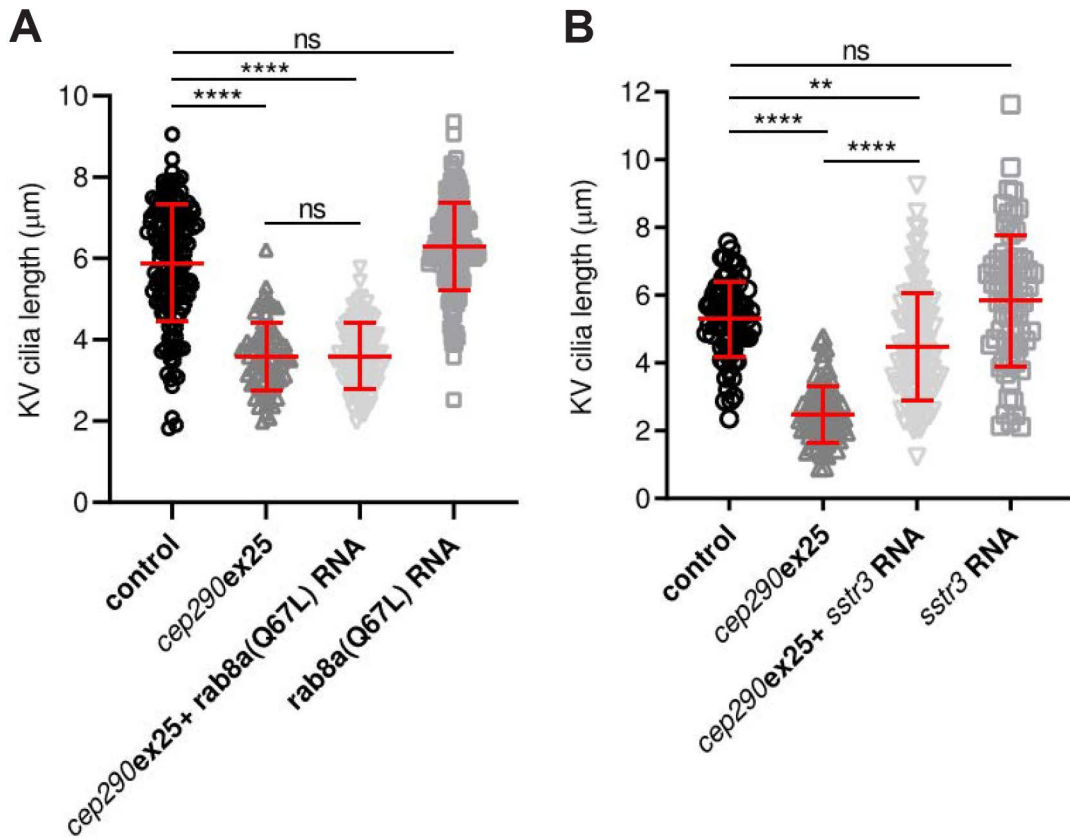 A
ns
****
****
ns
KV cilia length (μm)
10
8
6
4
2
0
control
cep290ex25
cep290ex25+ rab8a(Q67L) RNA
rab8a(Q67L) RNA
B
ns
**
****
****
KV cilia length (μm)
12
10
8
6
4
2
0
control
cep290ex25
cep290ex25+ sstr3 RNA
sstr3 RNA